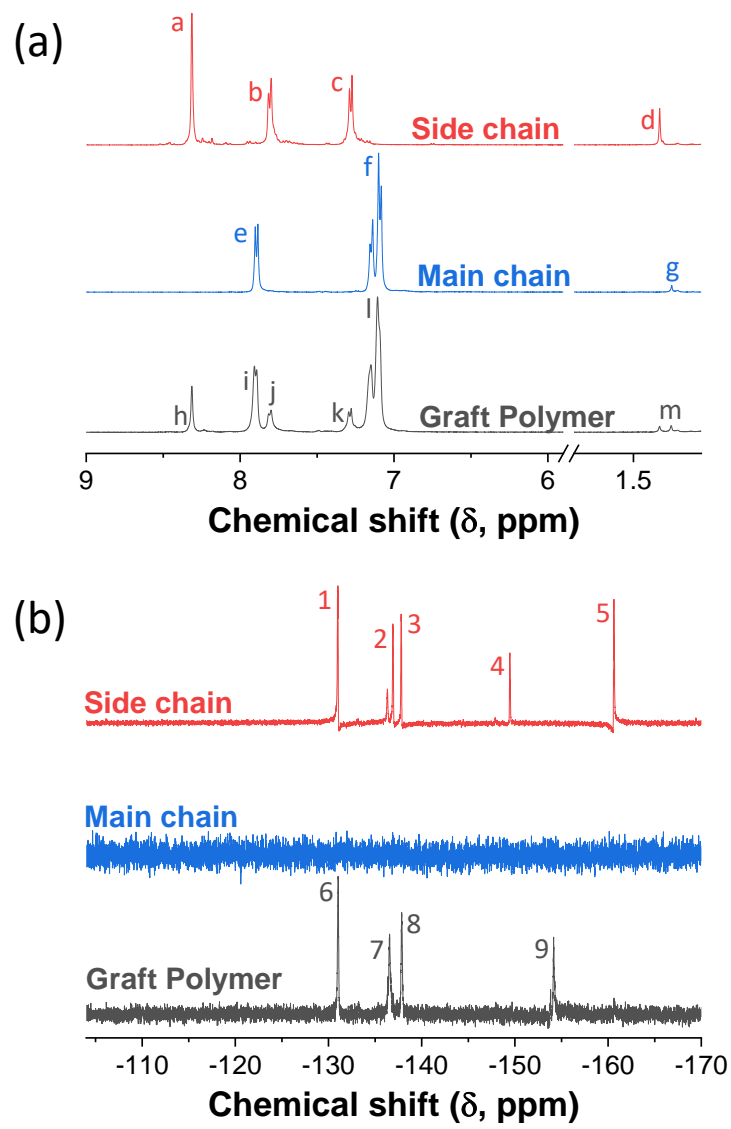 (a)
a
b
c
d
Side chain
e
f
g
Main chain
h
i
j
k
l
m
Graft Polymer
9 8 7 6 1.5
Chemical shift (δ, ppm)
(b)
1
2
3
4
5
Side chain
Main chain
6
7
8
9
Graft Polymer
-110 -120 -130 -140 -150 -160 -170
Chemical shift (δ, ppm)